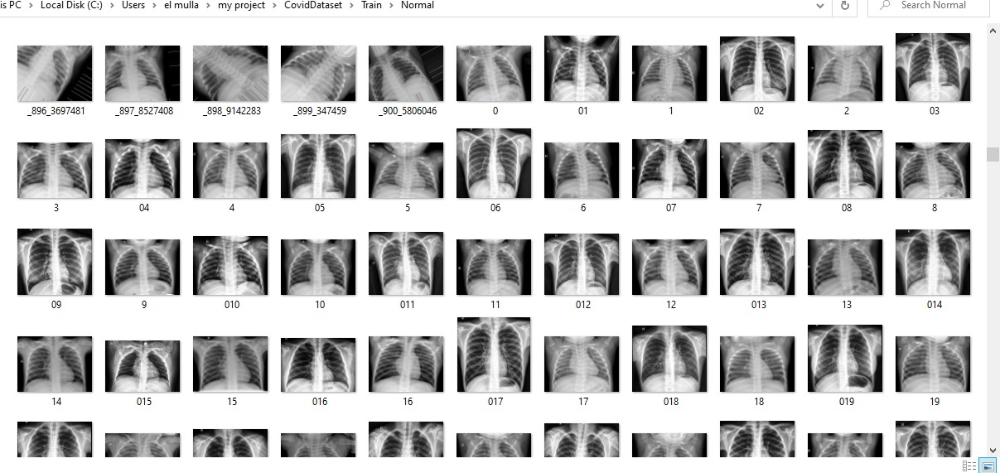 is PC > Local Disk (C:) > Users > el mulla > my project > CovidDataset > Train > Normal
Search Normal
_896_3697481 _897_8527408 _898_9142283 _899_347459 _900_5806046 0 01 1 02 2 03
3 04 4 05 5 06 6 07 7 08 8
09 9 010 10 011 11 012 12 013 13 014
14 015 15 016 16 017 17 018 18 019 19